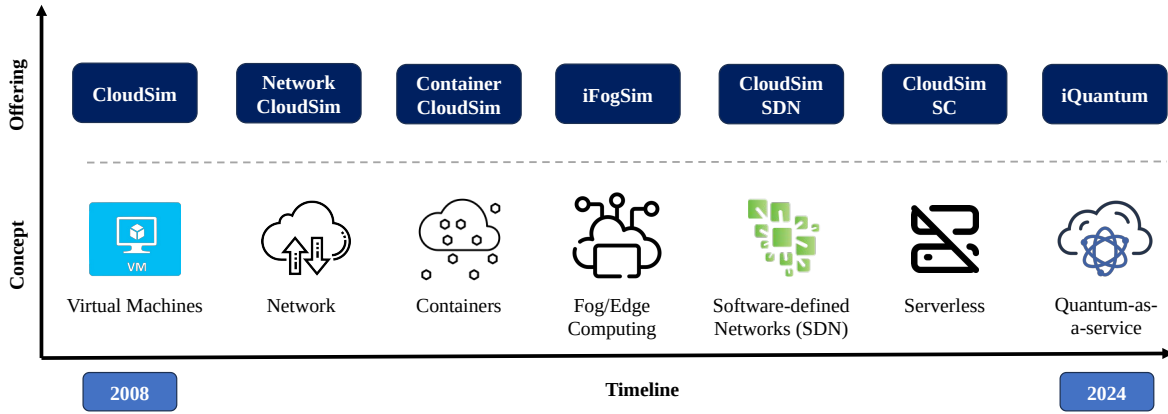 Offering
CloudSim
Network
CloudSim
Container
CloudSim
iFogSim
CloudSim
SDN
CloudSim
SC
iQuantum
Concept
VM
Virtual Machines
Network
Containers
Fog/Edge
Computing
Software-defined
Networks (SDN)
Serverless
Quantum-as-
a-service
2008
Timeline
2024